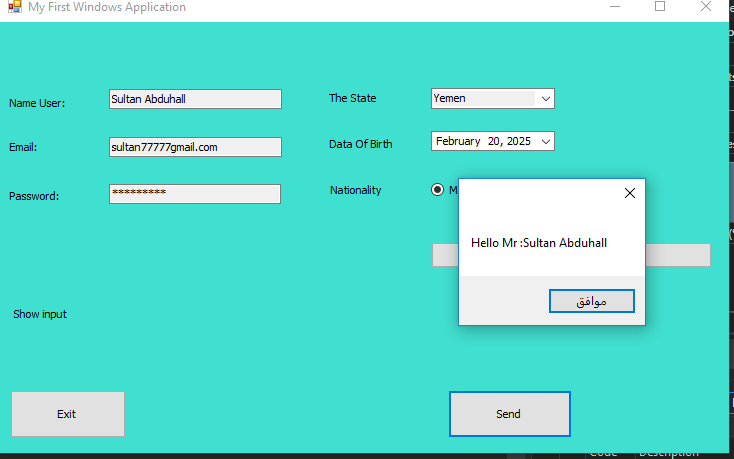 My First Windows Application
Name User:
Sultan Abduhall
The State
Yemen
Email:
sultan77777gmail.com
Data Of Birth
February 20, 2025
Password:
*********
Nationality
M
Hello Mr :Sultan Abduhall
موافق
Show input
Exit
Send
Code Description